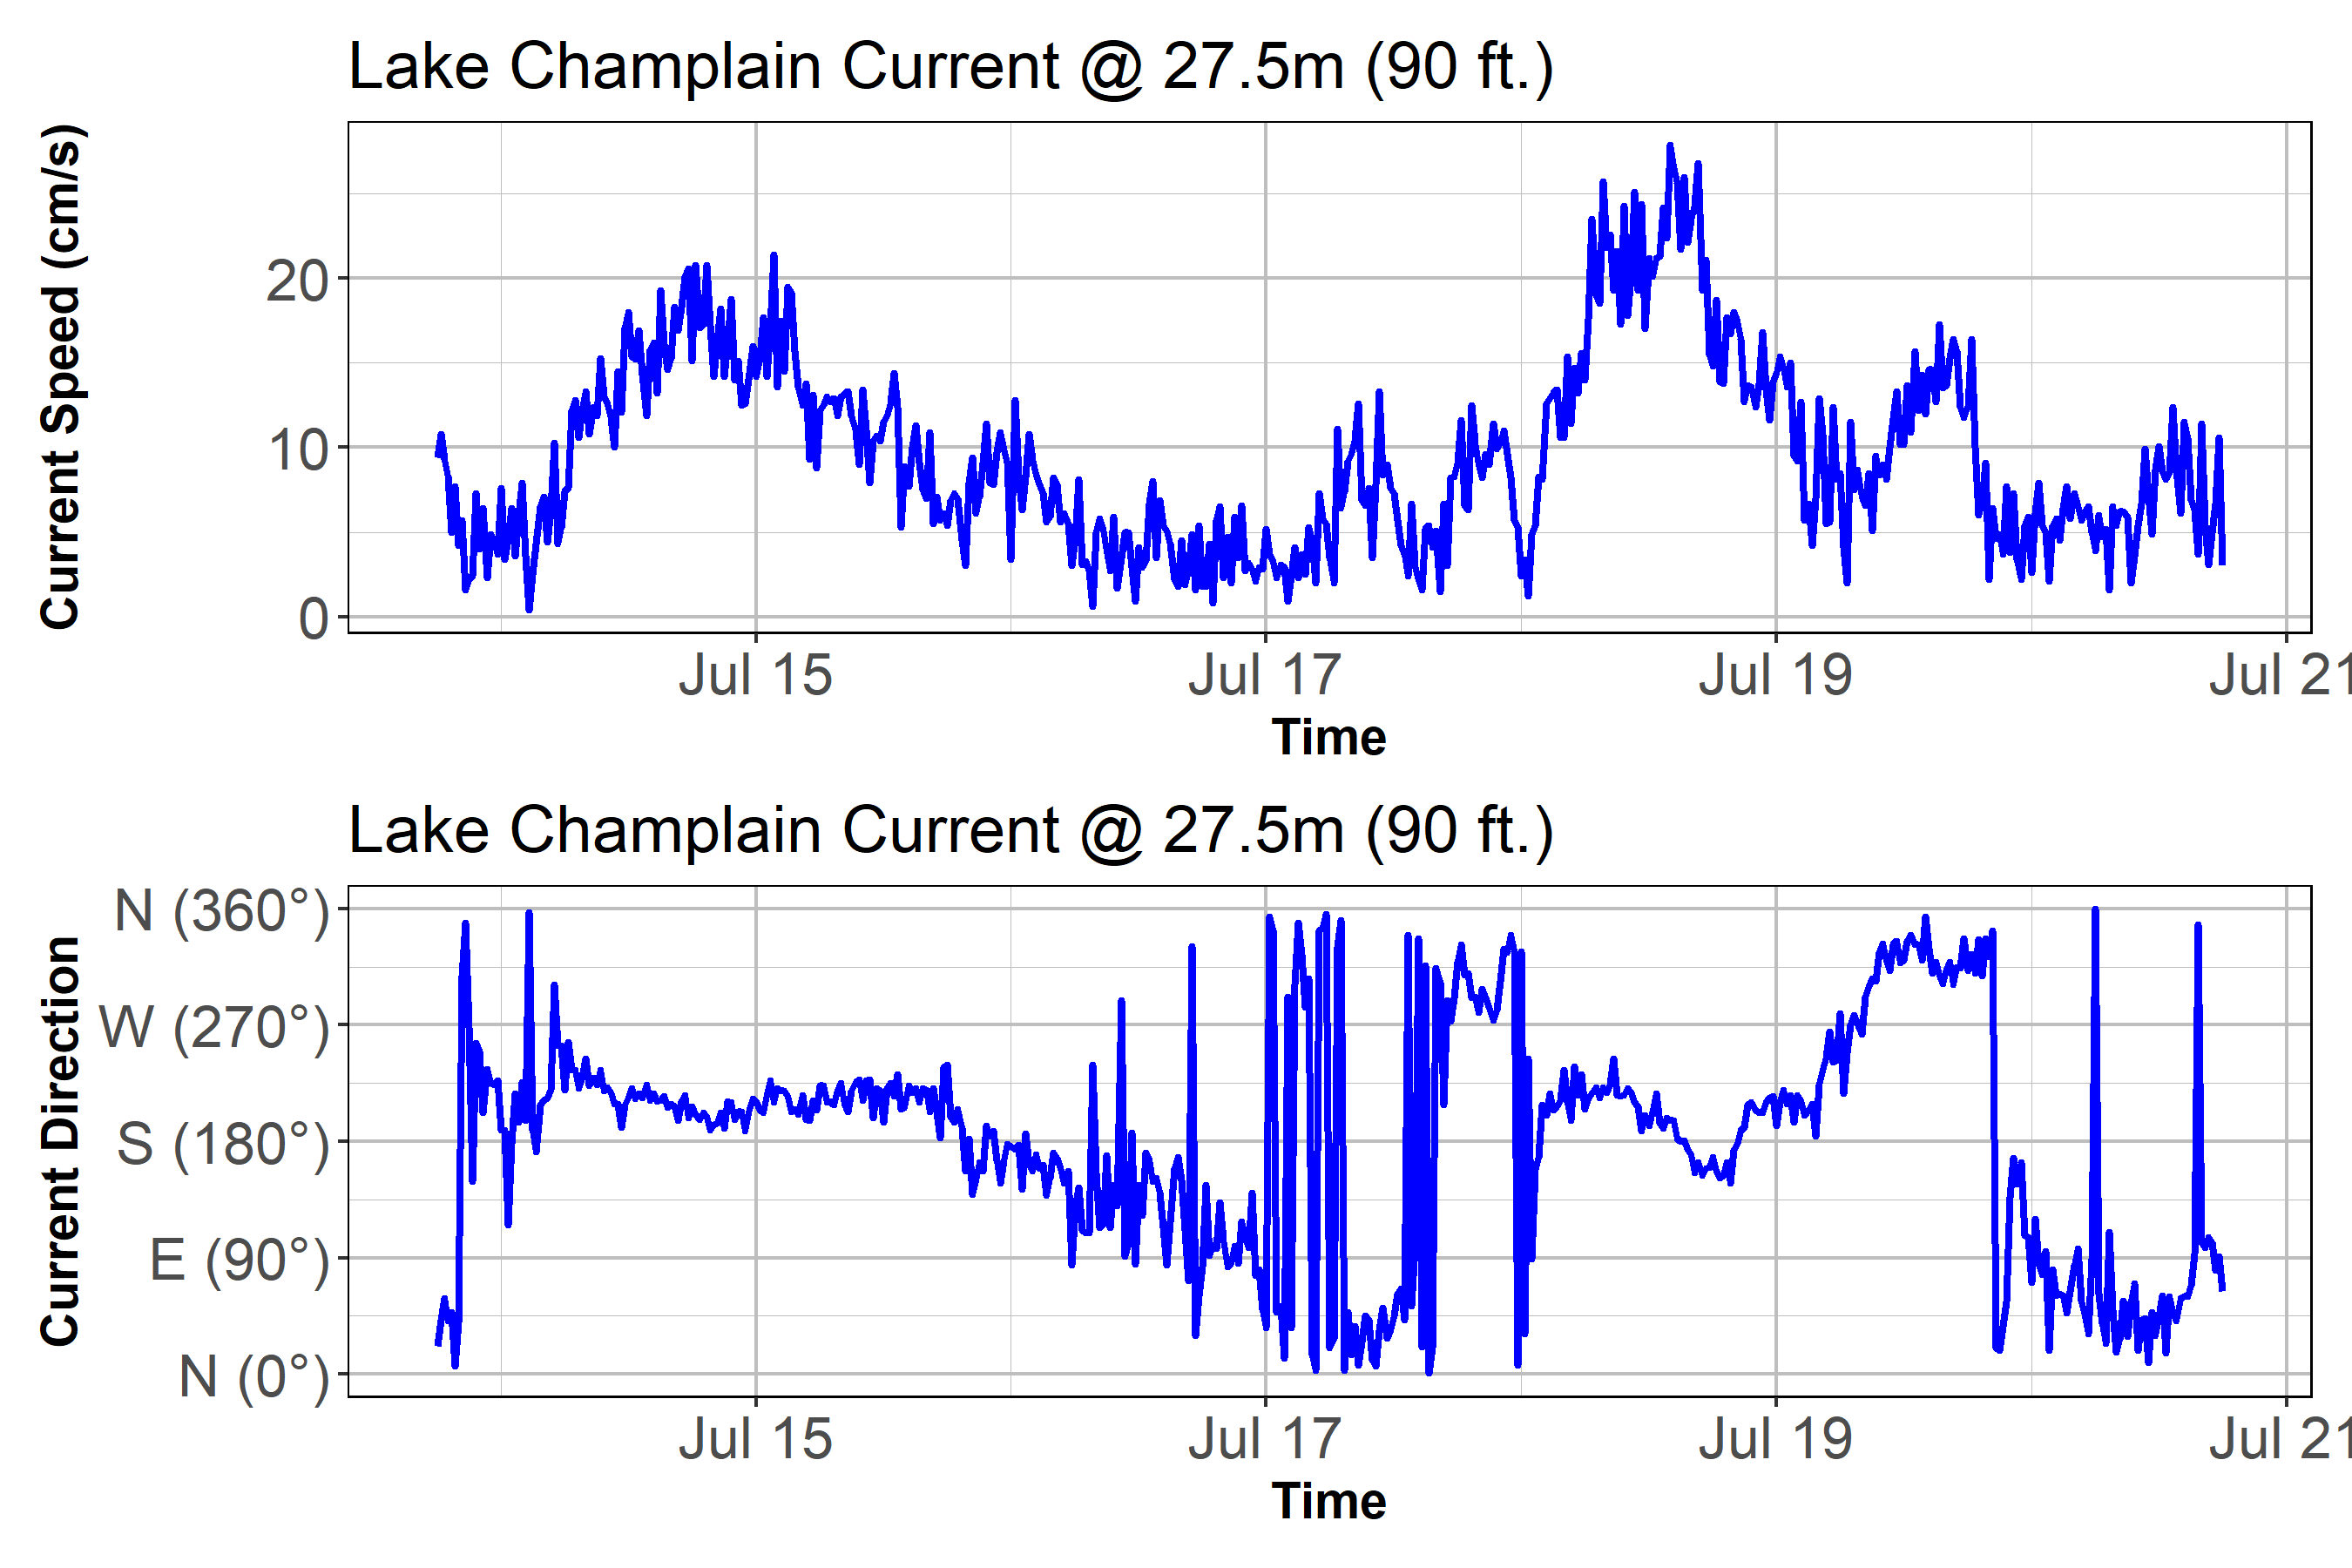 Lake Champlain Current @ 27.5m (90 ft.)
Current Speed (cm/s)
20
10
0
Jul 15 Jul 17 Jul 19 Jul 21
Time
Lake Champlain Current @ 27.5m (90 ft.)
Current Direction
N (360°)
W (270°)
S (180°)
E (90°)
N (0°)
Jul 15 Jul 17 Jul 19 Jul 21
Time